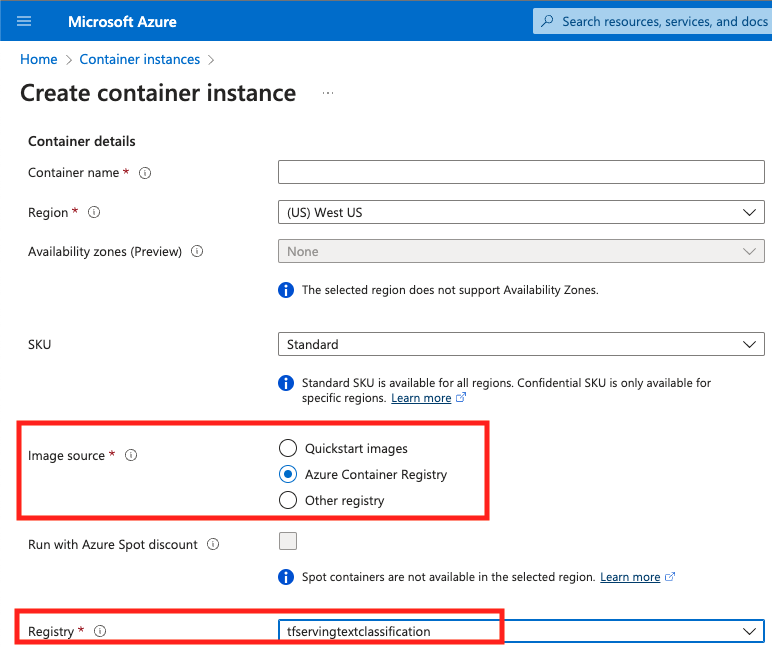 Microsoft Azure
Search resources, services, and docs
Home > Container instances >
Create container instance ...
Container details
Container name *
Region * (US) West US
Availability zones (Preview) None
The selected region does not support Availability Zones.
SKU Standard
Standard SKU is available for all regions. Confidential SKU is only available for
specific regions. Learn more
Image source * Quickstart images
Azure Container Registry
Other registry
Run with Azure Spot discount
Spot containers are not available in the selected region. Learn more
Registry * tfservingtextclassification